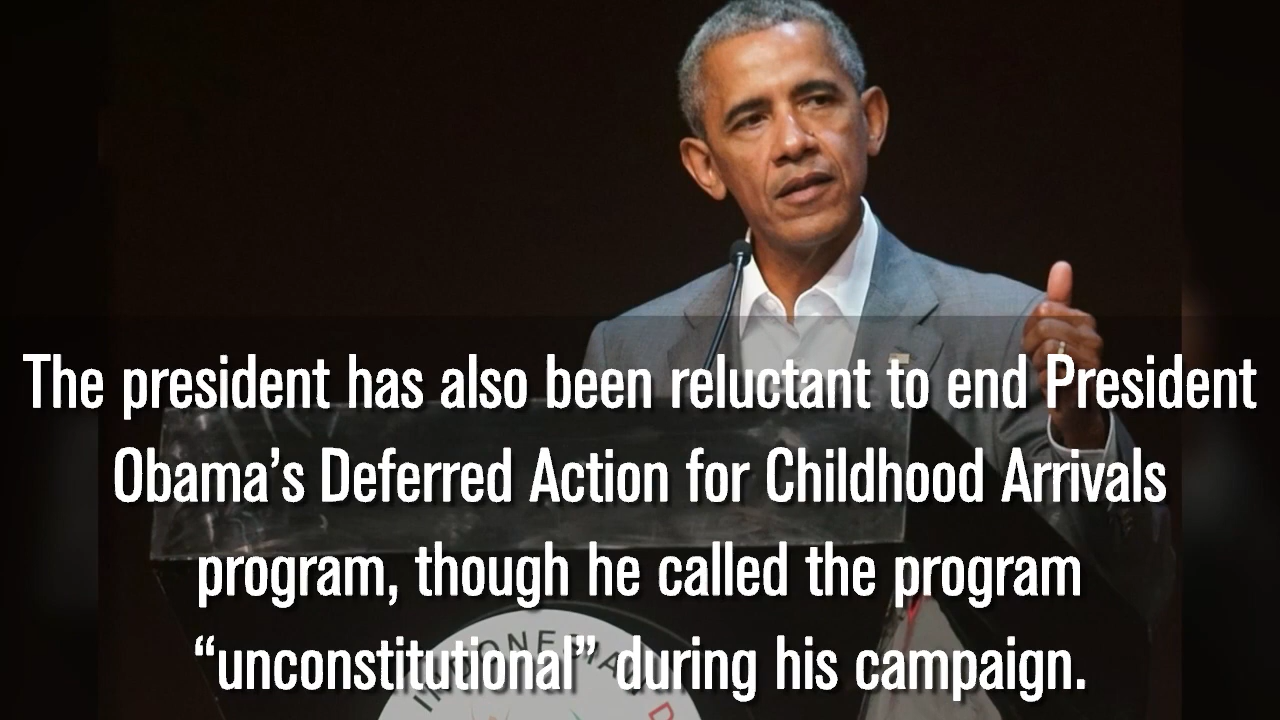 The president has also been reluctant to end President
Obama’s Deferred Action for Childhood Arrivals
program, though he called the program
“unconstitutional” during his campaign.